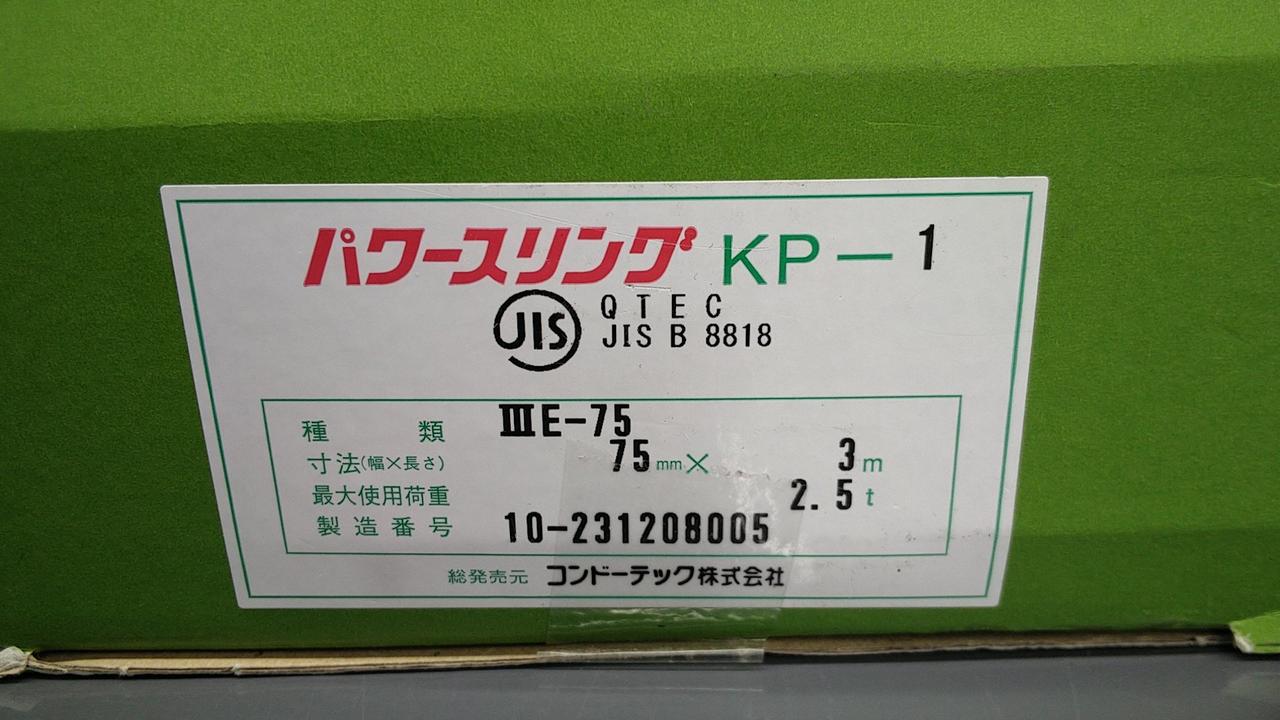 パワースリング KP-1
JIS QTEC
JIS B 8818
種類 ⅢE-75
寸法(幅×長さ) 75mm× 3m
最大使用荷重 2.5t
製造番号 10-231208005
総発売元 コンドーテック株式会社